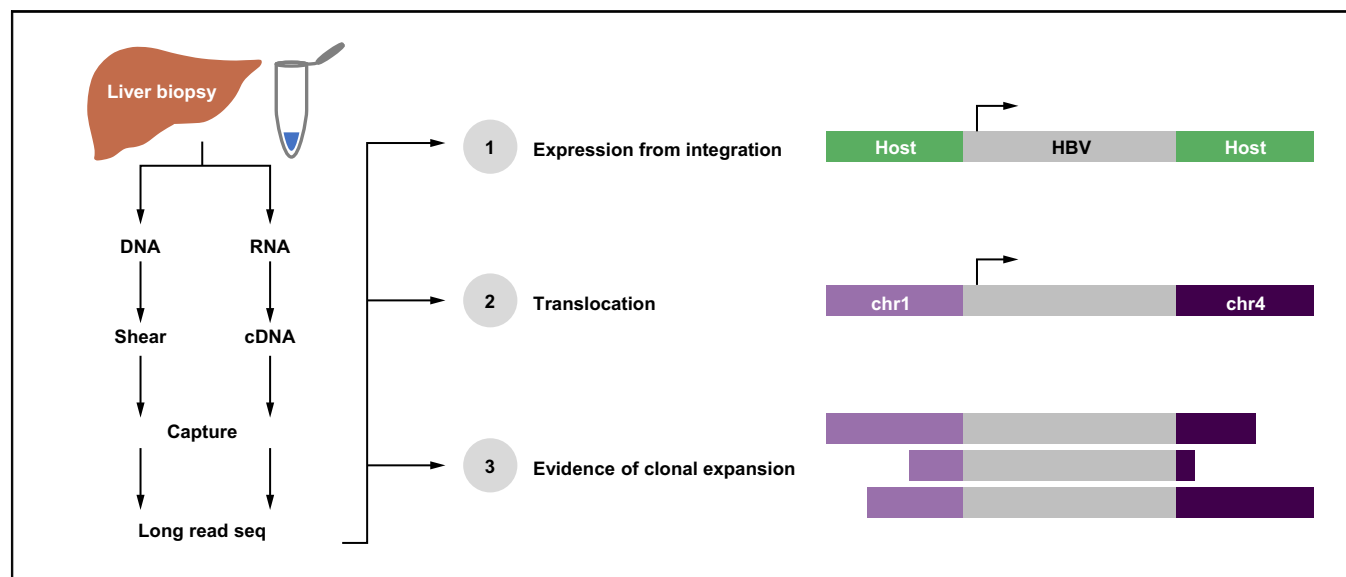 Liver biopsy
DNA
RNA
Shear
cDNA
Capture
Long read seq
1
Expression from integration
Host
HBV
Host
2
Translocation
chr1
chr4
3
Evidence of clonal expansion